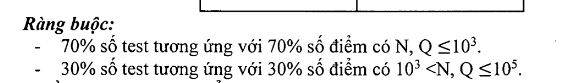 Ràng buộc:
- 70% số test tương ứng với 70% số điểm có N, Q ≤10³.
- 30% số test tương ứng với 30% số điểm có 10³ <N, Q ≤10⁵.